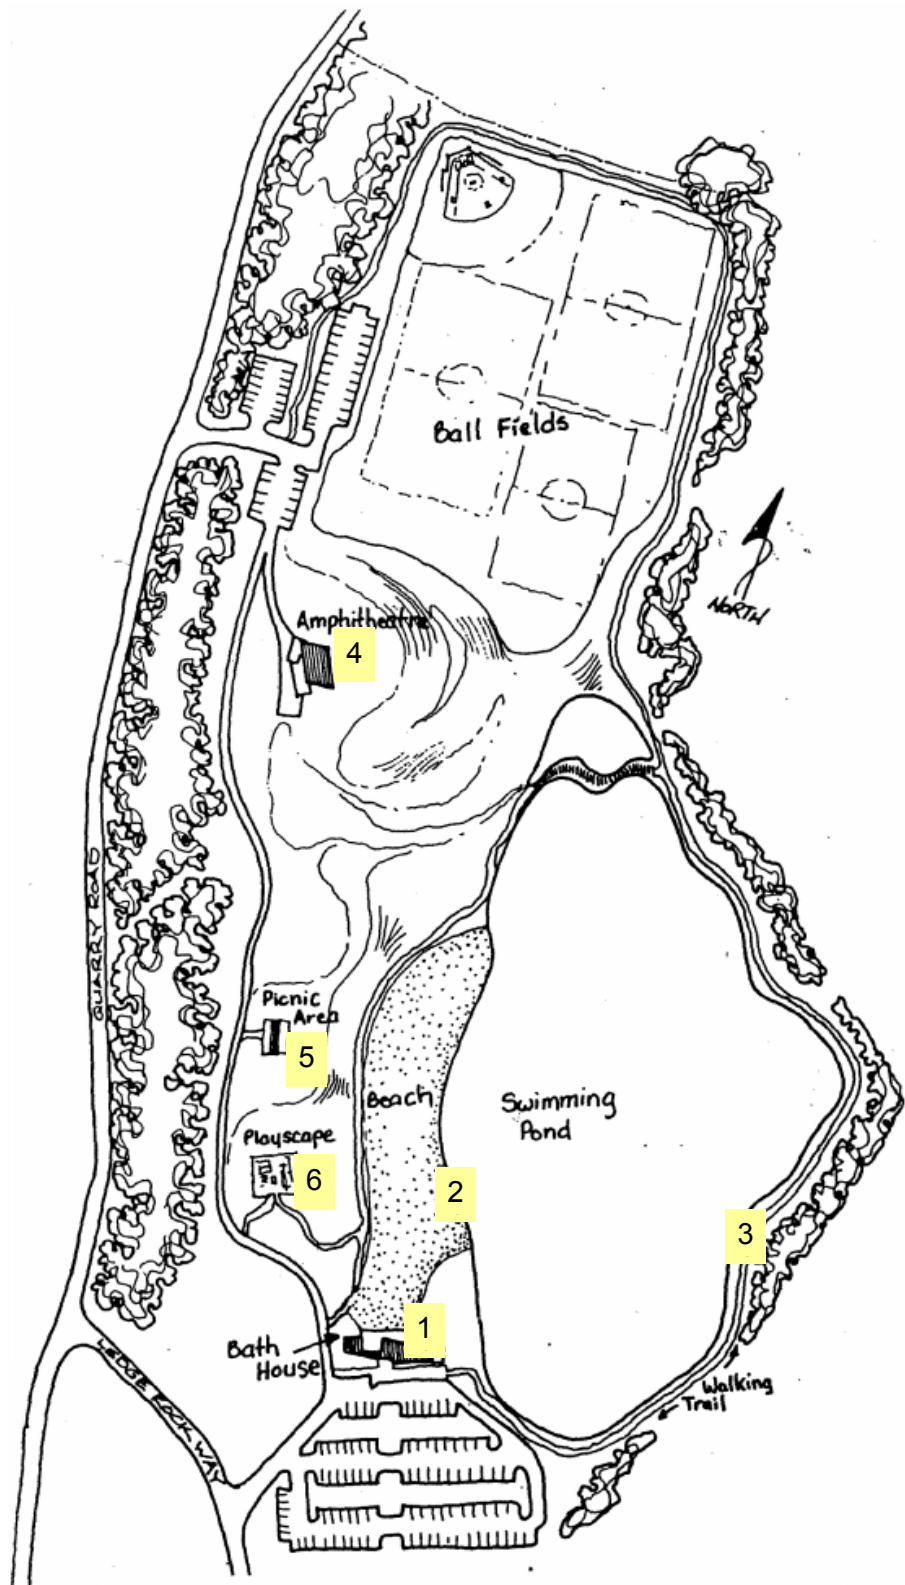 Ball Fields
NORTH
Amphitheatre
4
QUARRY ROAD
Picnic
Area
5
Beach
Swimming
Pond
Playscape
6
2
3
1
Bath
House
LEDGE ROCK WAY
Walking
Trail